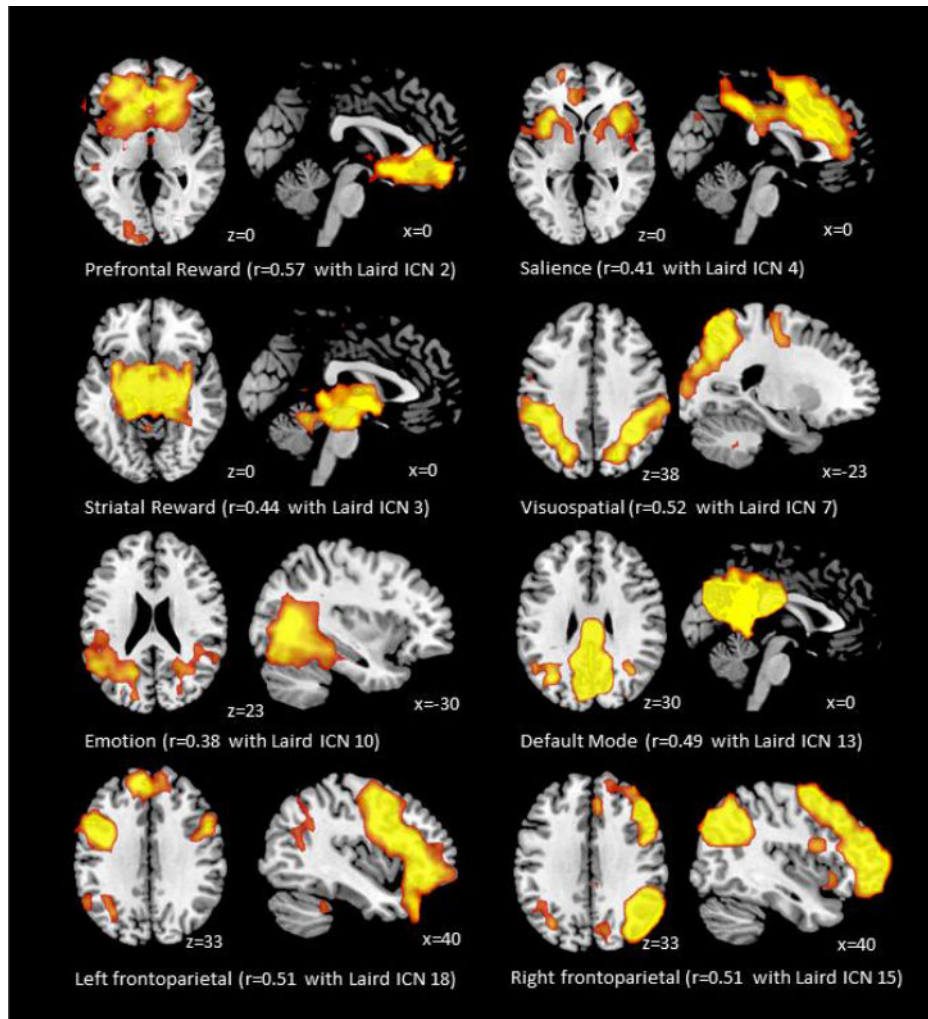 z=0 x=0 z=0 x=0
Prefrontal Reward (r=0.57 with Laird ICN 2) Salience (r=0.41 with Laird ICN 4)
z=0 x=0 z=38 x=-23
Striatal Reward (r=0.44 with Laird ICN 3) Visuospatial (r=0.52 with Laird ICN 7)
z=23 x=-30 z=30 x=0
Emotion (r=0.38 with Laird ICN 10) Default Mode (r=0.49 with Laird ICN 13)
z=33 x=40 z=33 x=40
Left frontoparietal (r=0.51 with Laird ICN 18) Right frontoparietal (r=0.51 with Laird ICN 15)